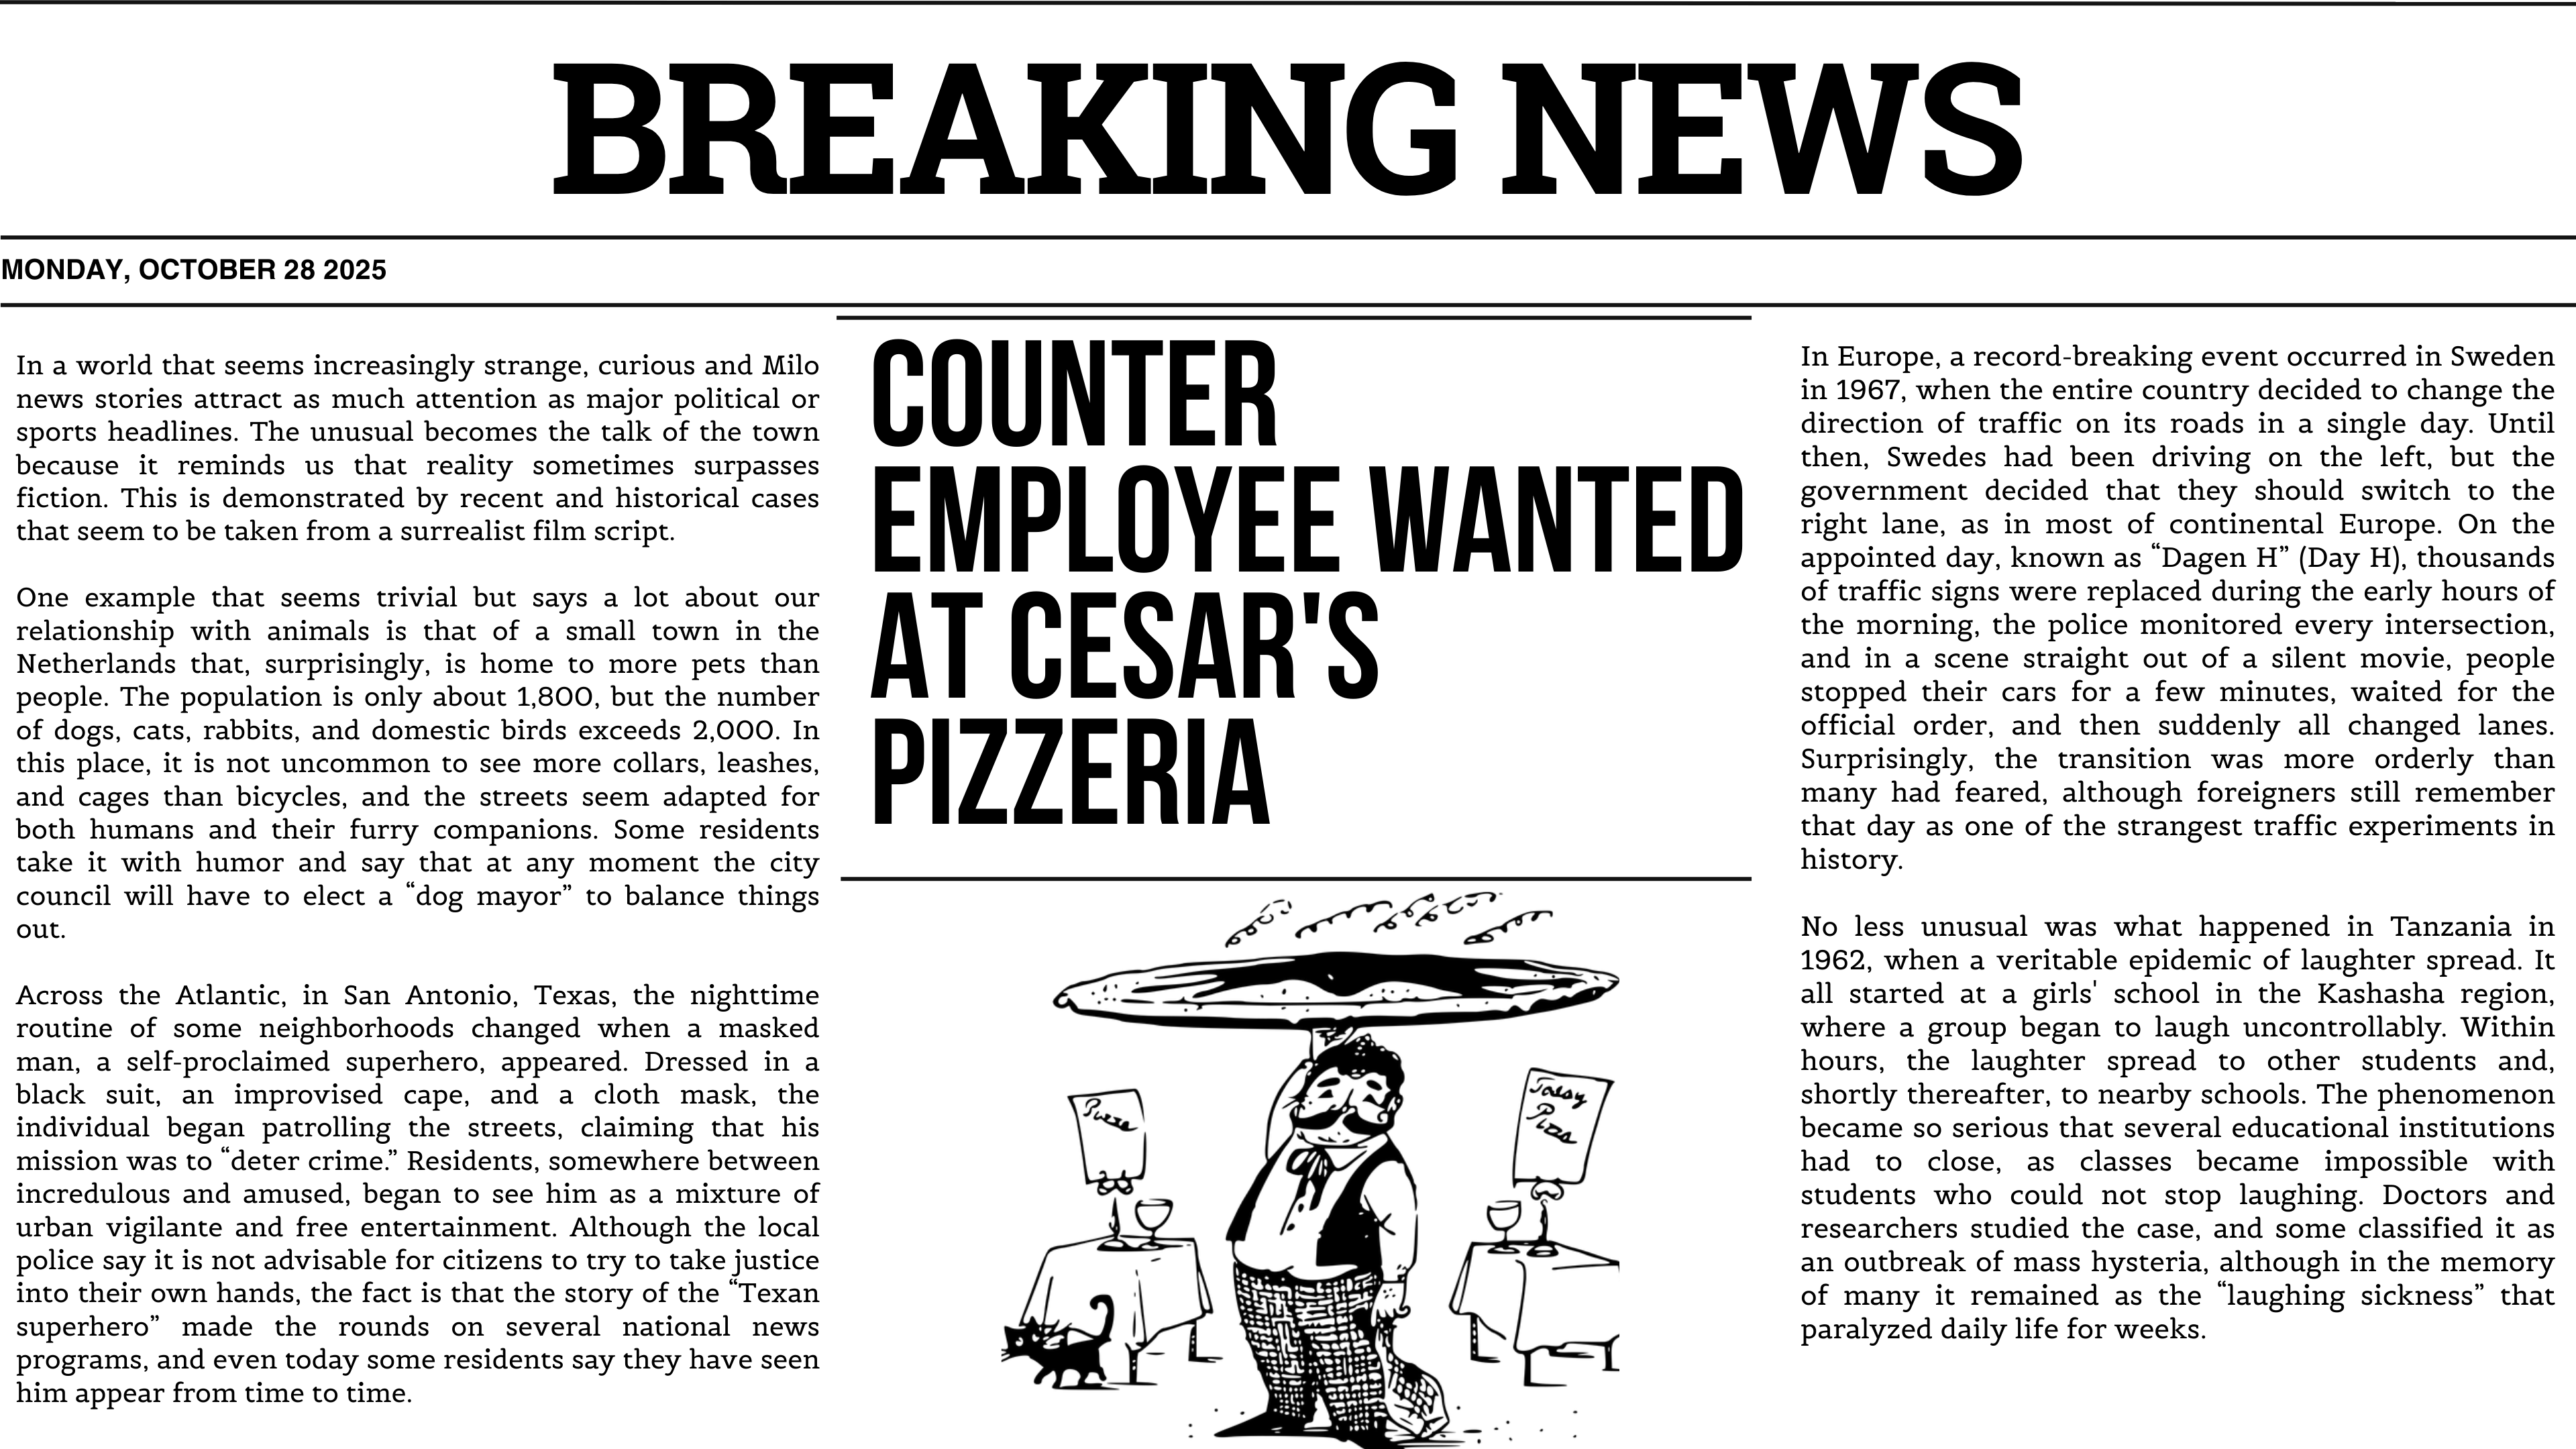 BREAKING NEWS
MONDAY, OCTOBER 28 2025
In a world that seems increasingly strange, curious and Milo
news stories attract as much attention as major political or
sports headlines. The unusual becomes the talk of the town
because it reminds us that reality sometimes surpasses
fiction. This is demonstrated by recent and historical cases
that seem to be taken from a surrealist film script.
One example that seems trivial but says a lot about our
relationship with animals is that of a small town in the
Netherlands that, surprisingly, is home to more pets than
people. The population is only about 1,800, but the number
of dogs, cats, rabbits, and domestic birds exceeds 2,000. In
this place, it is not uncommon to see more collars, leashes,
and cages than bicycles, and the streets seem adapted for
both humans and their furry companions. Some residents
take it with humor and say that at any moment the city
council will have to elect a “dog mayor” to balance things
out.
Across the Atlantic, in San Antonio, Texas, the nighttime
routine of some neighborhoods changed when a masked
man, a self-proclaimed superhero, appeared. Dressed in a
black suit, an improvised cape, and a cloth mask, the
individual began patrolling the streets, claiming that his
mission was to “deter crime.” Residents, somewhere between
incredulous and amused, began to see him as a mixture of
urban vigilante and free entertainment. Although the local
police say it is not advisable for citizens to try to take justice
into their own hands, the fact is that the story of the “Texan
superhero” made the rounds on several national news
programs, and even today some residents say they have seen
him appear from time to time.
COUNTER
EMPLOYEE WANTED
AT CESAR'S
PIZZERIA
In Europe, a record-breaking event occurred in Sweden
in 1967, when the entire country decided to change the
direction of traffic on its roads in a single day. Until
then, Swedes had been driving on the left, but the
government decided that they should switch to the
right lane, as in most of continental Europe. On the
appointed day, known as “Dagen H” (Day H), thousands
of traffic signs were replaced during the early hours of
the morning, the police monitored every intersection,
and in a scene straight out of a silent movie, people
stopped their cars for a few minutes, waited for the
official order, and then suddenly all changed lanes.
Surprisingly, the transition was more orderly than
many had feared, although foreigners still remember
that day as one of the strangest traffic experiments in
history.
No less unusual was what happened in Tanzania in
1962, when a veritable epidemic of laughter spread. It
all started at a girls' school in the Kashasha region,
where a group began to laugh uncontrollably. Within
hours, the laughter spread to other students and,
shortly thereafter, to nearby schools. The phenomenon
became so serious that several educational institutions
had to close, as classes became impossible with
students who could not stop laughing. Doctors and
researchers studied the case, and some classified it as
an outbreak of mass hysteria, although in the memory
of many it remained as the “laughing sickness” that
paralyzed daily life for weeks.